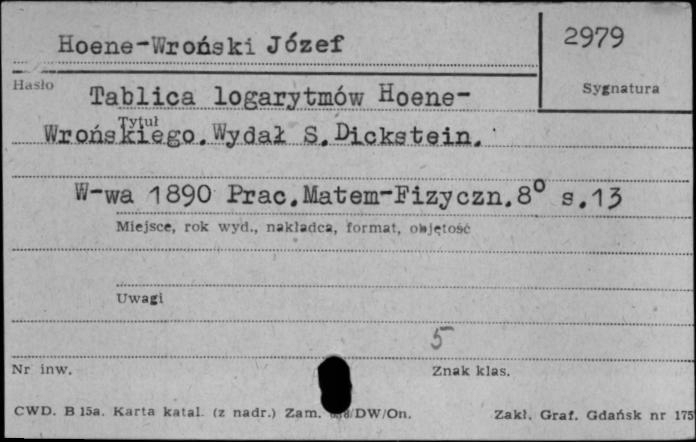 Hoene-Wroński Józef
2979
Hasło
Sygnatura
Tablica logarytmów Hoene-
Tytuł
Wrońskiego. Wydał S. Dickstein.
W-wa 1890 Prac. Matem-Fizyczn. 8° s. 13
Miejsce, rok wyd., nakładca, format, objętość
Uwagi
5
Nr inw.
Znak klas.
CWD. B 15a. Karta katal. (z nadr.) Zam. /DW/On.
Zakł. Graf. Gdańsk nr 175